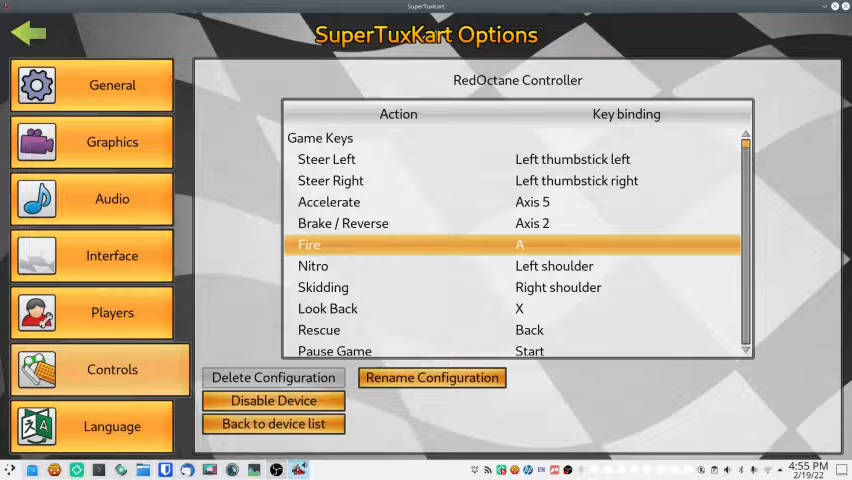 SuperTuxKart
SuperTuxKart Options
General
Graphics
Audio
Interface
Players
Controls
Language
RedOctane Controller
Action Key binding
Game Keys
Steer Left Left thumbstick left
Steer Right Left thumbstick right
Accelerate Axis 5
Brake / Reverse Axis 2
Fire A
Nitro Left shoulder
Skidding Right shoulder
Look Back X
Rescue Back
Pause Game Start
Delete Configuration Rename Configuration
Disable Device
Back to device list
EN
4:55 PM
2/19/22